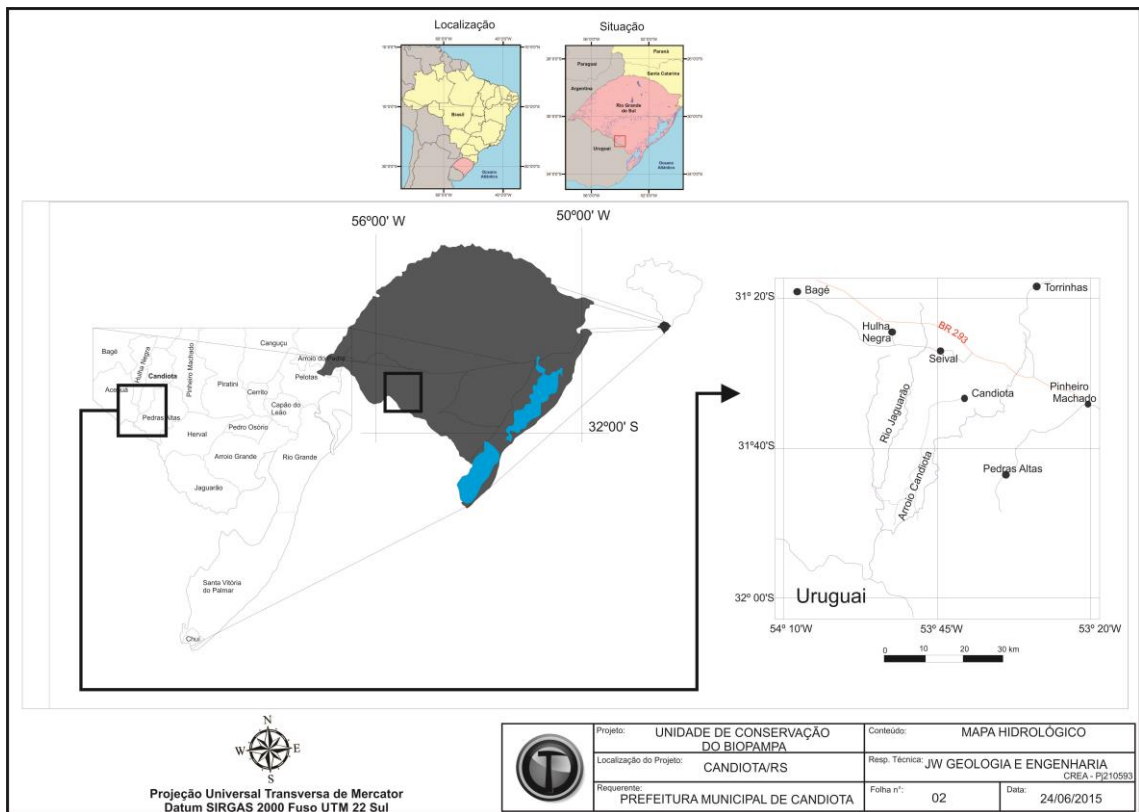 Localização
Situação
Brasil
Oceano
Atlântico
Paraguai
Paraná
Santa Catarina
Argentina
Rio Grande
do Sul
Uruguai
Oceano
Atlântico
56º00' W
50º00' W
32º00' S
Bagé
Hulha Negra
Candiota
Pinheiro Machado
Canguçu
Arroio do Padre
Pelotas
Aceguá
Piratini
Cerrito
Capão do
Leão
Pedras Altas
Pedro Osório
Herval
Arroio Grande
Rio Grande
Jaguarão
Santa Vitória
do Palmar
Chuí
31º 20'S
31º40'S
32º 00'S
54º 10'W
53º 45'W
53º 20'W
Bagé
Torrinhas
Hulha
Negra
BR 293
Seival
Candiota
Pinheiro
Machado
Rio Jaguarão
Arroio Candiota
Pedras Altas
Uruguai
0 10 20 30 km
N
W E
S
Projeção Universal Transversa de Mercator
Datum SIRGAS 2000 Fuso UTM 22 Sul
Projeto: UNIDADE DE CONSERVAÇÃO
DO BIOPAMPA
Conteúdo: MAPA HIDROLÓGICO
Localização do Projeto: CANDIOTA/RS
Resp. Técnica: JW GEOLOGIA E ENGENHARIA
CREA - Pj210593
Requerente: PREFEITURA MUNICIPAL DE CANDIOTA
Folha n°: 02
Data: 24/06/2015